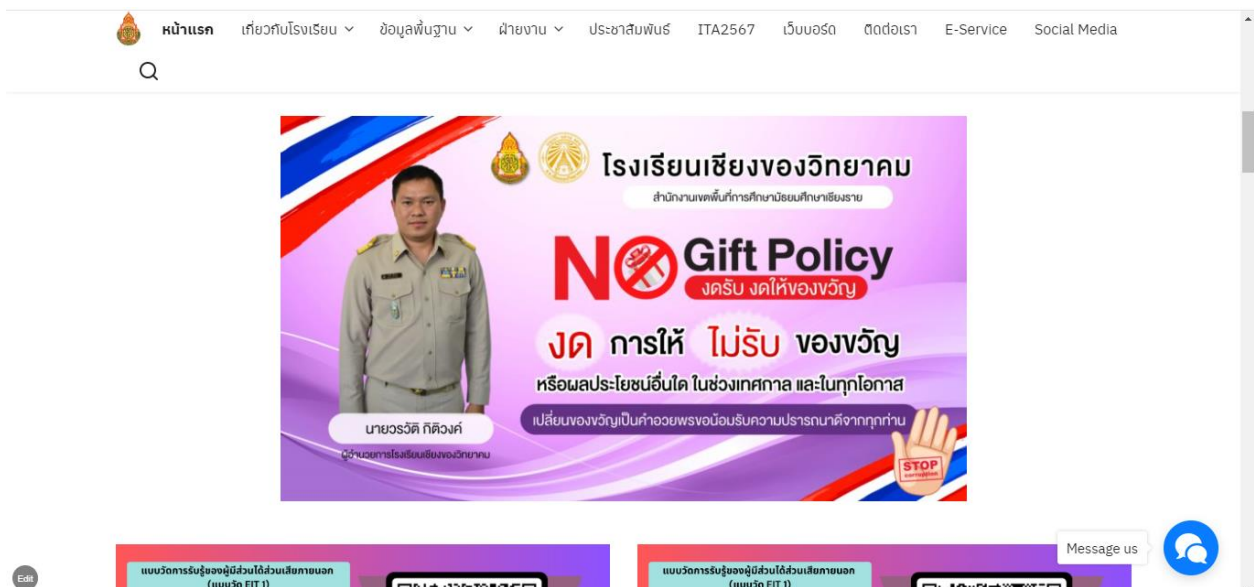 หน้าแรก เกี่ยวกับโรงเรียน ข้อมูลพื้นฐาน ฝ่ายงาน ประชาสัมพันธ์ ITA2567 เว็บบอร์ด ติดต่อเรา E-Service Social Media
โรงเรียนเชียงของวิทยาคม
สำนักงานเขตพื้นที่การศึกษามัธยมศึกษาเชียงราย
NO Gift Policy
งดรับ งดให้ของขวัญ
งด การให้ ไม่รับ ของขวัญ
หรือผลประโยชน์อื่นใด ในช่วงเทศกาล และในทุกโอกาส
เปลี่ยนของขวัญเป็นคำอวยพรขอน้อมรับความปรารถนาดีจากทุกท่าน
นายวรวัติ กิติวงค์
ผู้อำนวยการโรงเรียนเชียงของวิทยาคม
STOP
corruption
Message us
แบบวัดการรับรู้ของผู้มีส่วนได้ส่วนเสียภายนอก
(แบบวัด EIT 1)
แบบวัดการรับรู้ของผู้มีส่วนได้ส่วนเสียภายนอก
(แบบวัด EIT 1)
Edit